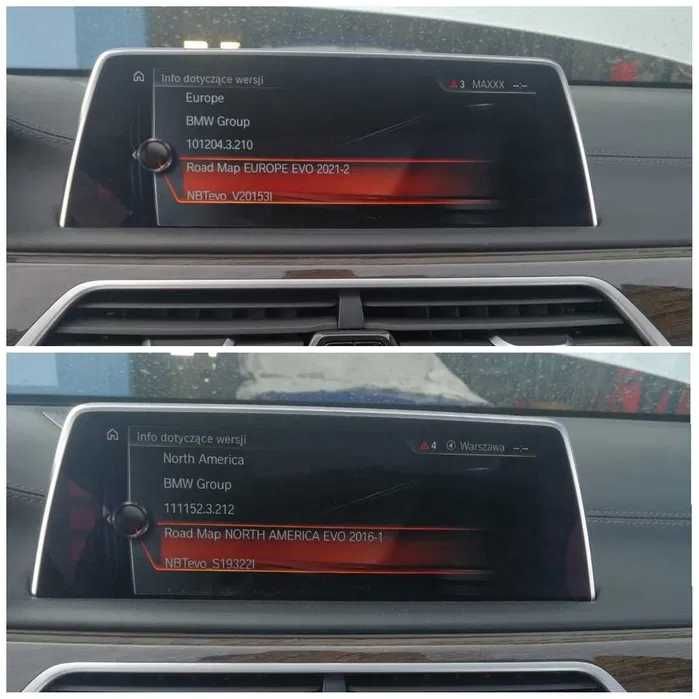 Info dotyczące wersji
3 MAXXX --:--
Europe
BMW Group
101204.3.210
Road Map EUROPE EVO 2021-2
NBTevo_V20153I
Info dotyczące wersji
4 Warszawa --:--
North America
BMW Group
111152.3.212
Road Map NORTH AMERICA EVO 2016-1
NBTevo_S19322I